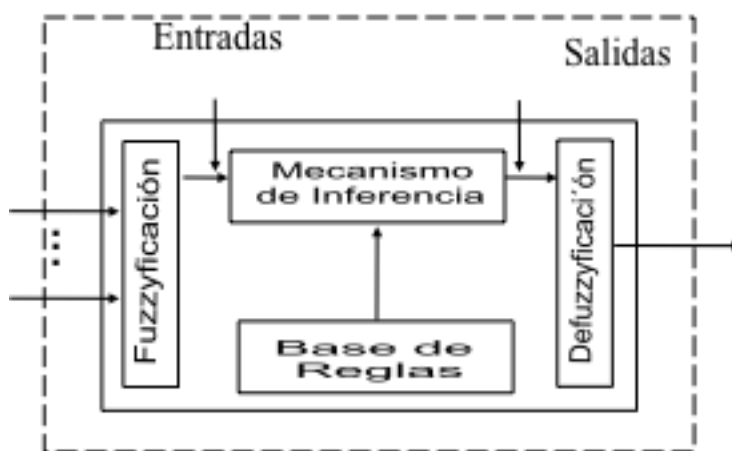 Entradas
Salidas
Fuzzyficación
Mecanismo
de Inferencia
Base de
Reglas
Defuzzyficaci´ón